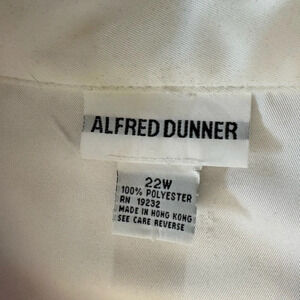 ALFRED DUNNER
22W
100% POLYESTER
RN 19232
MADE IN HONG KONG
SEE CARE REVERSE